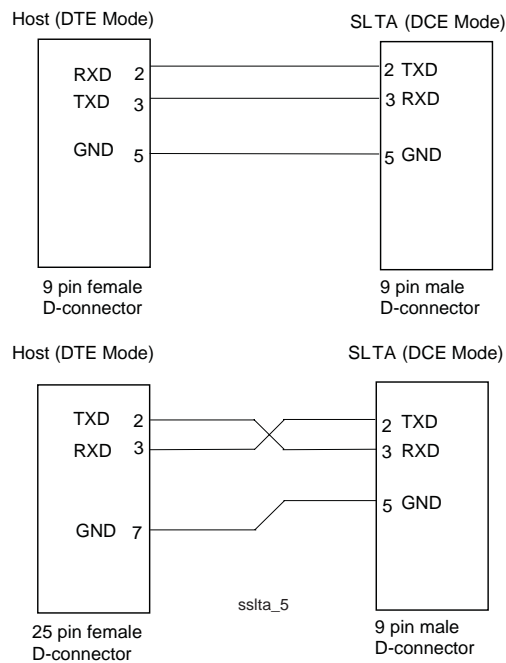 Host (DTE Mode)
SLTA (DCE Mode)
RXD 2
2 TXD
TXD 3
3 RXD
GND 5
5 GND
9 pin female
D-connector
9 pin male
D-connector
Host (DTE Mode)
SLTA (DCE Mode)
TXD 2
2 TXD
RXD 3
3 RXD
5 GND
GND 7
sslta_5
25 pin female
D-connector
9 pin male
D-connector